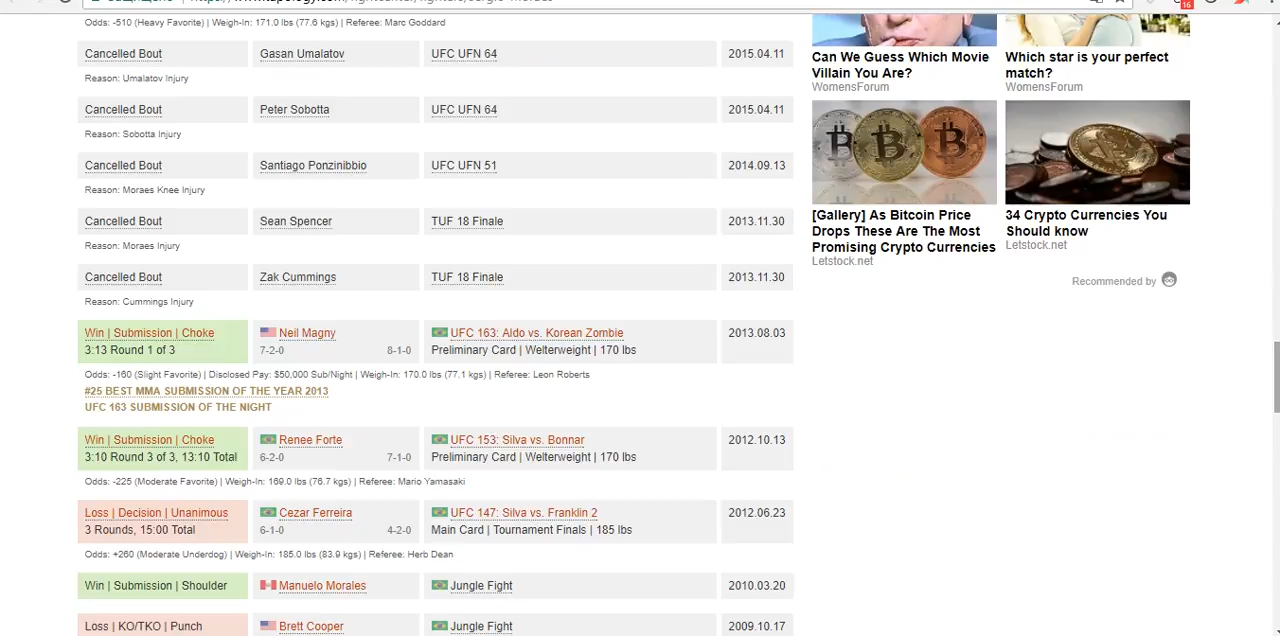 Odds: -510 (Heavy Favorite) | Weigh-In: 171.0 lbs (77.6 kgs) | Referee: Marc Goddard
Cancelled Bout Gasan Umalatov UFC UFN 64 2015.04.11
Reason: Umalatov Injury
Cancelled Bout Peter Sobotta UFC UFN 64 2015.04.11
Reason: Sobotta Injury
Cancelled Bout Santiago Ponzinibbio UFC UFN 51 2014.09.13
Reason: Moraes Knee Injury
Cancelled Bout Sean Spencer TUF 18 Finale 2013.11.30
Reason: Moraes Injury
Cancelled Bout Zak Cummings TUF 18 Finale 2013.11.30
Reason: Cummings Injury
Win | Submission | Choke Neil Magny UFC 163: Aldo vs. Korean Zombie 2013.08.03
3:13 Round 1 of 3 7-2-0 8-1-0 Preliminary Card | Welterweight | 170 lbs
Odds: -160 (Slight Favorite) | Disclosed Pay: $50,000 Sub/Night | Weigh-In: 170.0 lbs (77.1 kgs) | Referee: Leon Roberts
#25 BEST MMA SUBMISSION OF THE YEAR 2013
UFC 163 SUBMISSION OF THE NIGHT
Win | Submission | Choke Renee Forte UFC 153: Silva vs. Bonnar 2012.10.13
3:10 Round 3 of 3, 13:10 Total 6-2-0 7-1-0 Preliminary Card | Welterweight | 170 lbs
Odds: -225 (Moderate Favorite) | Weigh-In: 169.0 lbs (76.7 kgs) | Referee: Mario Yamasaki
Loss | Decision | Unanimous Cezar Ferreira UFC 147: Silva vs. Franklin 2 2012.06.23
3 Rounds, 15:00 Total 6-1-0 4-2-0 Main Card | Tournament Finals | 185 lbs
Odds: +260 (Moderate Underdog) | Weigh-In: 185.0 lbs (83.9 kgs) | Referee: Herb Dean
Win | Submission | Shoulder Manuelo Morales Jungle Fight 2010.03.20
Loss | KO/TKO | Punch Brett Cooper Jungle Fight 2009.10.17
Can We Guess Which Movie
Villain You Are?
WomensForum
Which star is your perfect
match?
WomensForum
[Gallery] As Bitcoin Price
Drops These Are The Most
Promising Crypto Currencies
Letstock.net
34 Crypto Currencies You
Should know
Letstock.net
Recommended by
16